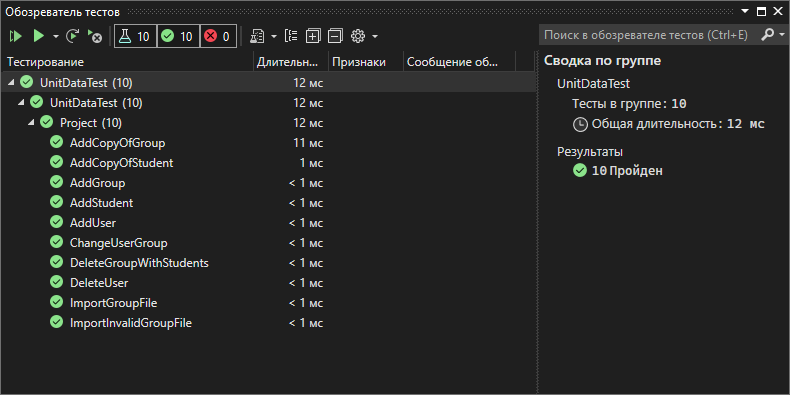 Обозреватель тестов
10 10 0
Поиск в обозревателе тестов (Ctrl+E)
Тестирование Длительн... Признаки Сообщение об...
UnitDataTest (10) 12 мс
UnitDataTest (10) 12 мс
Project (10) 12 мс
AddCopyOfGroup 11 мс
AddCopyOfStudent 1 мс
AddGroup < 1 мс
AddStudent < 1 мс
AddUser < 1 мс
ChangeUserGroup < 1 мс
DeleteGroupWithStudents < 1 мс
DeleteUser < 1 мс
ImportGroupFile < 1 мс
ImportInvalidGroupFile < 1 мс
Сводка по группе
UnitDataTest
Тесты в группе: 10
Общая длительность: 12 мс
Результаты
10 Пройден